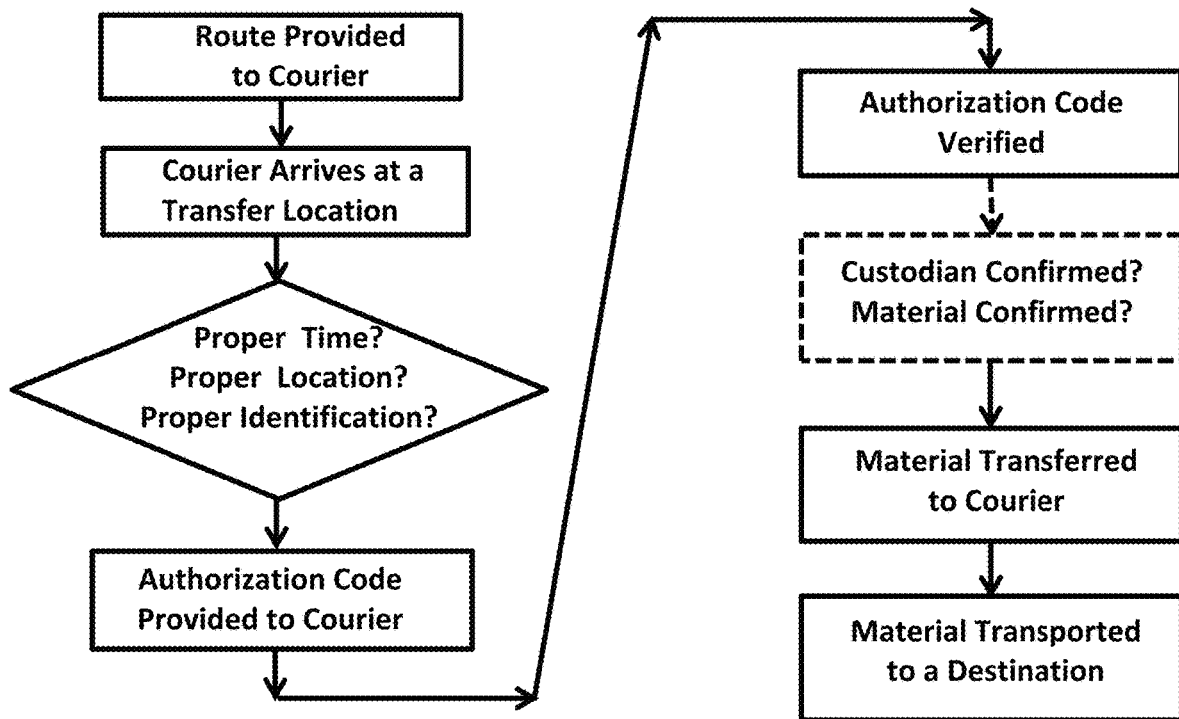 Route Provided
to Courier
Courier Arrives at a
Transfer Location
Proper Time?
Proper Location?
Proper Identification?
Authorization Code
Provided to Courier
Authorization Code
Verified
Custodian Confirmed?
Material Confirmed?
Material Transferred
to Courier
Material Transported
to a Destination